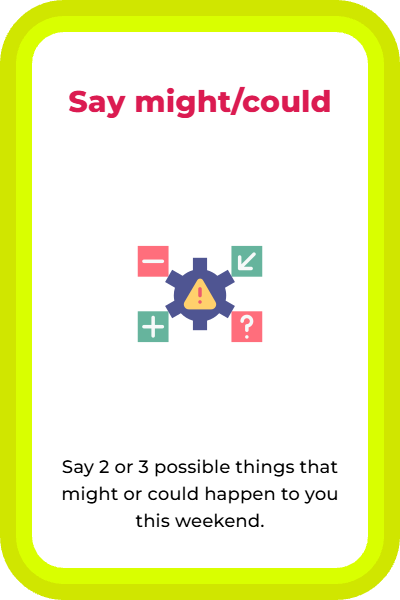 Say might/could
Say 2 or 3 possible things that
might or could happen to you
this weekend.